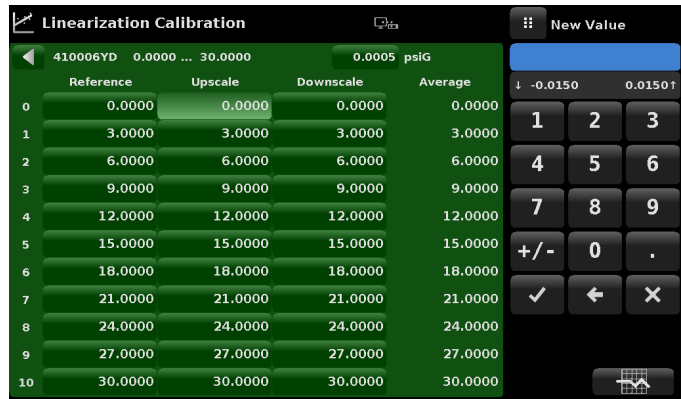 Linearization Calibration
New Value
410006YD 0.0000 ... 30.0000 0.0005 psiG
↓ -0.0150 0.0150↑
Reference Upscale Downscale Average
0 0.0000 0.0000 0.0000 0.0000
1 3.0000 3.0000 3.0000 3.0000
2 6.0000 6.0000 6.0000 6.0000
3 9.0000 9.0000 9.0000 9.0000
4 12.0000 12.0000 12.0000 12.0000
5 15.0000 15.0000 15.0000 15.0000
6 18.0000 18.0000 18.0000 18.0000
7 21.0000 21.0000 21.0000 21.0000
8 24.0000 24.0000 24.0000 24.0000
9 27.0000 27.0000 27.0000 27.0000
10 30.0000 30.0000 30.0000 30.0000
1 2 3
4 5 6
7 8 9
+/- 0 .